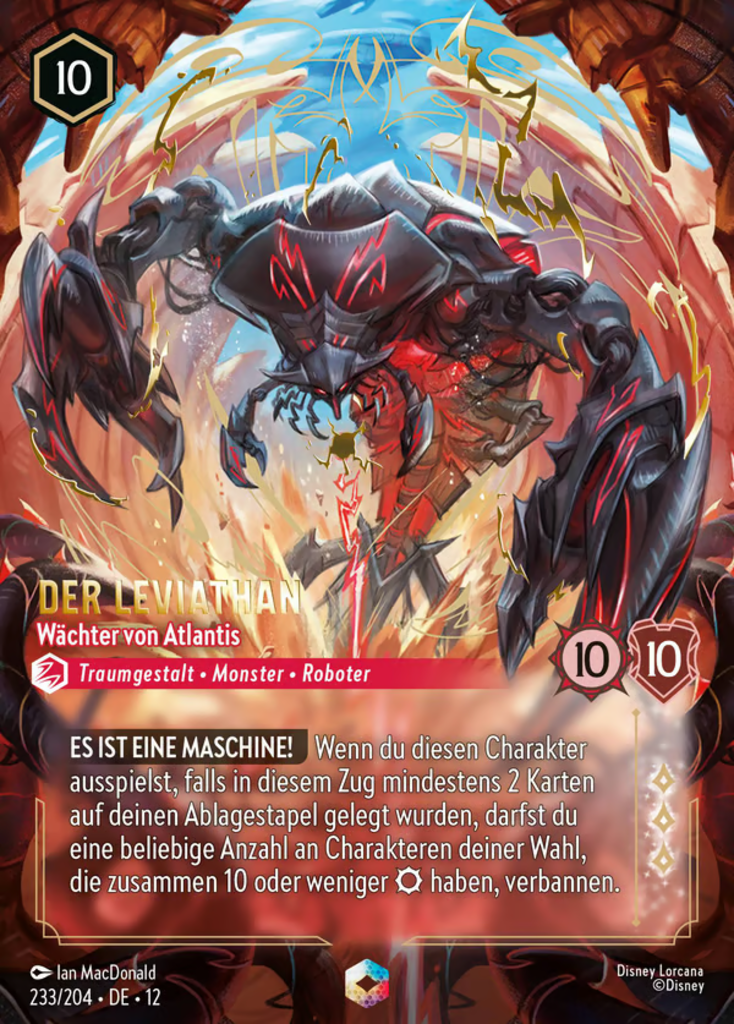 10
DER LEVIATHAN
Wächter von Atlantis
Traumgestalt • Monster • Roboter
10 10
ES IST EINE MASCHINE! Wenn du diesen Charakter
ausspielst, falls in diesem Zug mindestens 2 Karten
auf deinen Ablagestapel gelegt wurden, darfst du
eine beliebige Anzahl an Charakteren deiner Wahl,
die zusammen 10 oder weniger haben, verbannen.
Ian MacDonald
233/204 • DE • 12
Disney Lorcana
©Disney